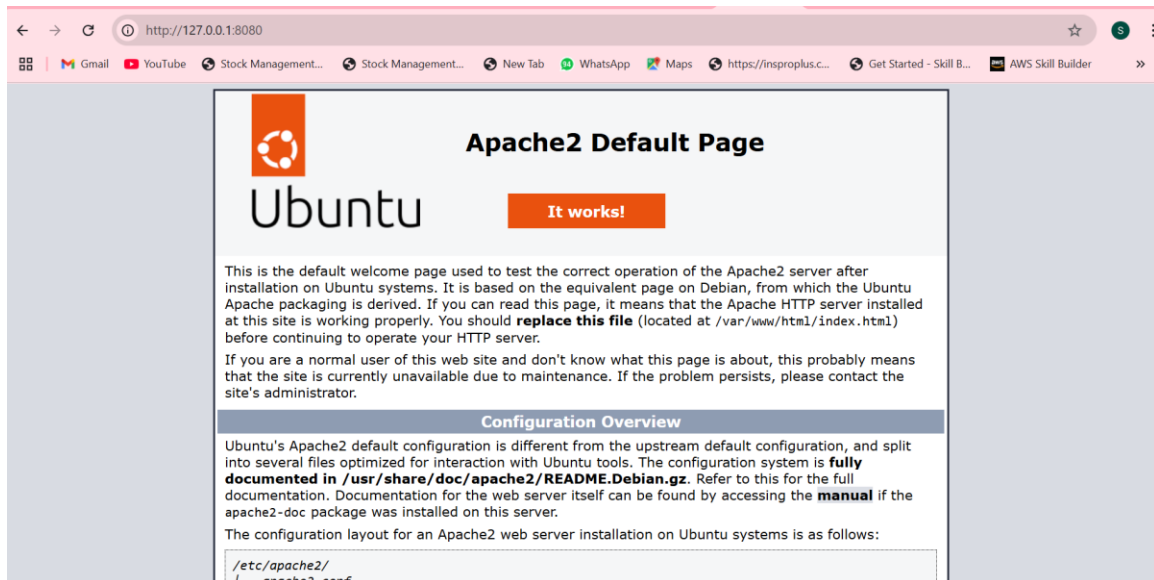 http://127.0.0.1:8080
S
Gmail YouTube Stock Management... Stock Management... New Tab 14 WhatsApp Maps https://insproplus.c... Get Started - Skill B... aws AWS Skill Builder »
Apache2 Default Page
Ubuntu
It works!
This is the default welcome page used to test the correct operation of the Apache2 server after
installation on Ubuntu systems. It is based on the equivalent page on Debian, from which the Ubuntu
Apache packaging is derived. If you can read this page, it means that the Apache HTTP server installed
at this site is working properly. You should replace this file (located at /var/www/html/index.html)
before continuing to operate your HTTP server.
If you are a normal user of this web site and don't know what this page is about, this probably means
that the site is currently unavailable due to maintenance. If the problem persists, please contact the
site's administrator.
Configuration Overview
Ubuntu's Apache2 default configuration is different from the upstream default configuration, and split
into several files optimized for interaction with Ubuntu tools. The configuration system is fully
documented in /usr/share/doc/apache2/README.Debian.gz. Refer to this for the full
documentation. Documentation for the web server itself can be found by accessing the manual if the
apache2-doc package was installed on this server.
The configuration layout for an Apache2 web server installation on Ubuntu systems is as follows:
/etc/apache2/